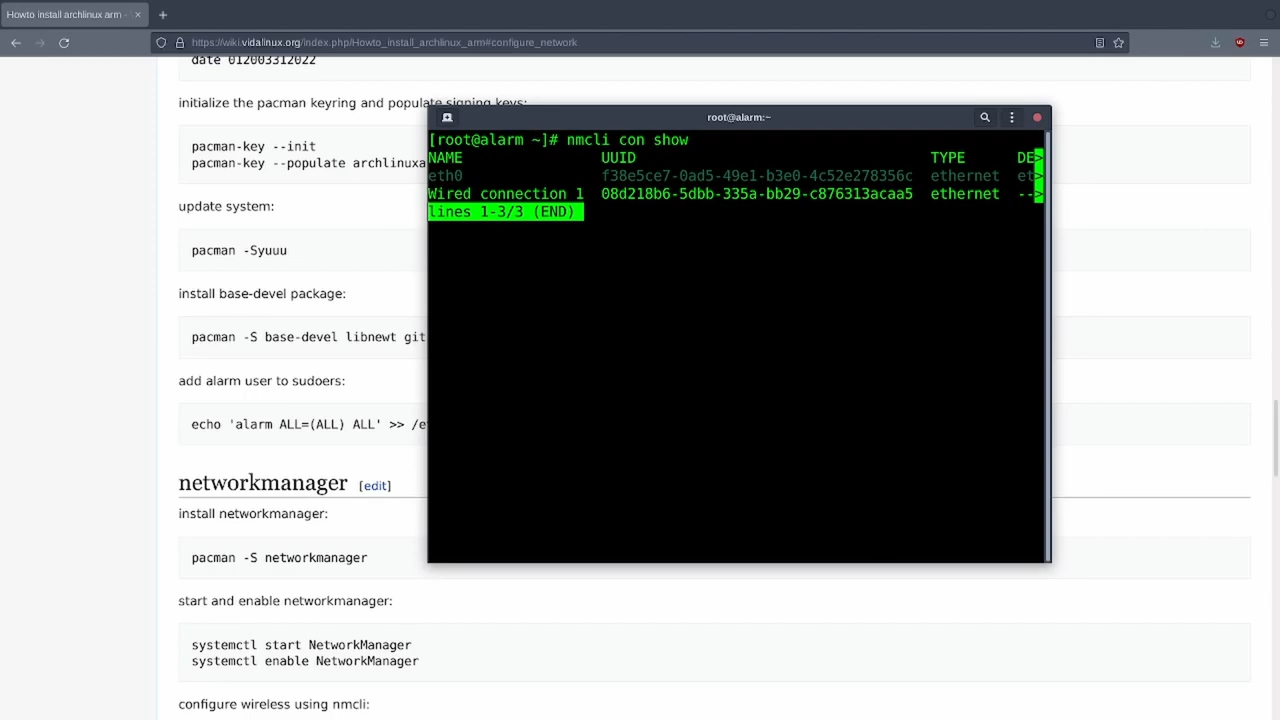 Howto install archlinux arm -
https://wiki.vidalinux.org/index.php/Howto_install_archlinux_arm#configure_network
date 012003312022
initialize the pacman keyring and populate signing keys:
pacman-key --init
pacman-key --populate archlinuxa
update system:
pacman -Syuuu
install base-devel package:
pacman -S base-devel libnewt git
add alarm user to sudoers:
echo 'alarm ALL=(ALL) ALL' >> /e
networkmanager [edit]
install networkmanager:
pacman -S networkmanager
start and enable networkmanager:
systemctl start NetworkManager
systemctl enable NetworkManager
configure wireless using nmcli:
root@alarm:~
[root@alarm ~]# nmcli con show
NAME UUID TYPE DE>
eth0 f38e5ce7-0ad5-49e1-b3e0-4c52e278356c ethernet et>
Wired connection 1 08d218b6-5dbb-335a-bb29-c876313acaa5 ethernet -->
lines 1-3/3 (END)